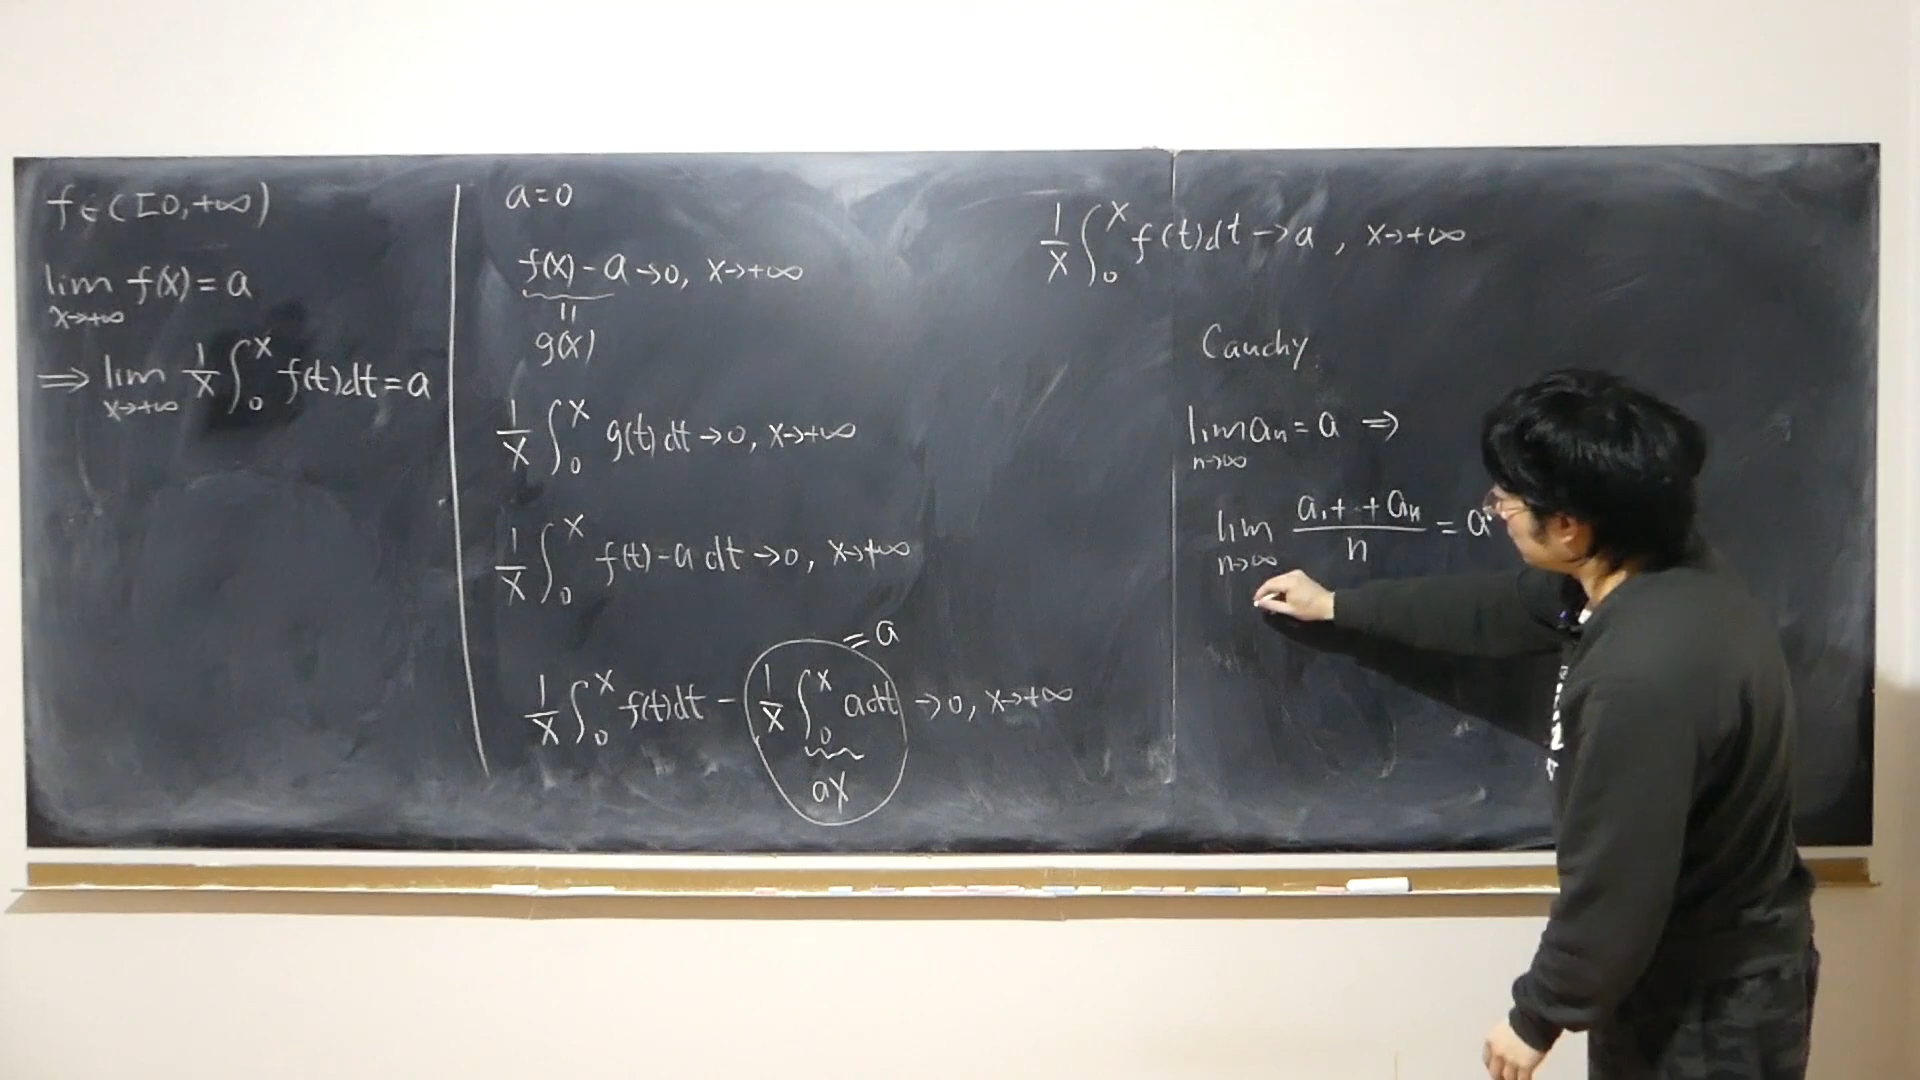 f ∈ C[0,+∞)
lim f(x) = a
x→+∞
⇒ lim 1/x ∫₀ˣ f(t)dt = a
x→+∞
a=0
f(x) - a → 0, x→+∞
||
g(x)
1/x ∫₀ˣ g(t) dt → 0, x→+∞
1/x ∫₀ˣ f(t) - a dt → 0, x→+∞
= a
1/x ∫₀ˣ f(t)dt - 1/x ∫₀ˣ a dt → 0, x→+∞
ax
1/x ∫₀ˣ f(t)dt → a, x→+∞
Cauchy
lim aₙ = a ⇒
n→∞
lim (a₁+··+aₙ)/n = a
n→∞